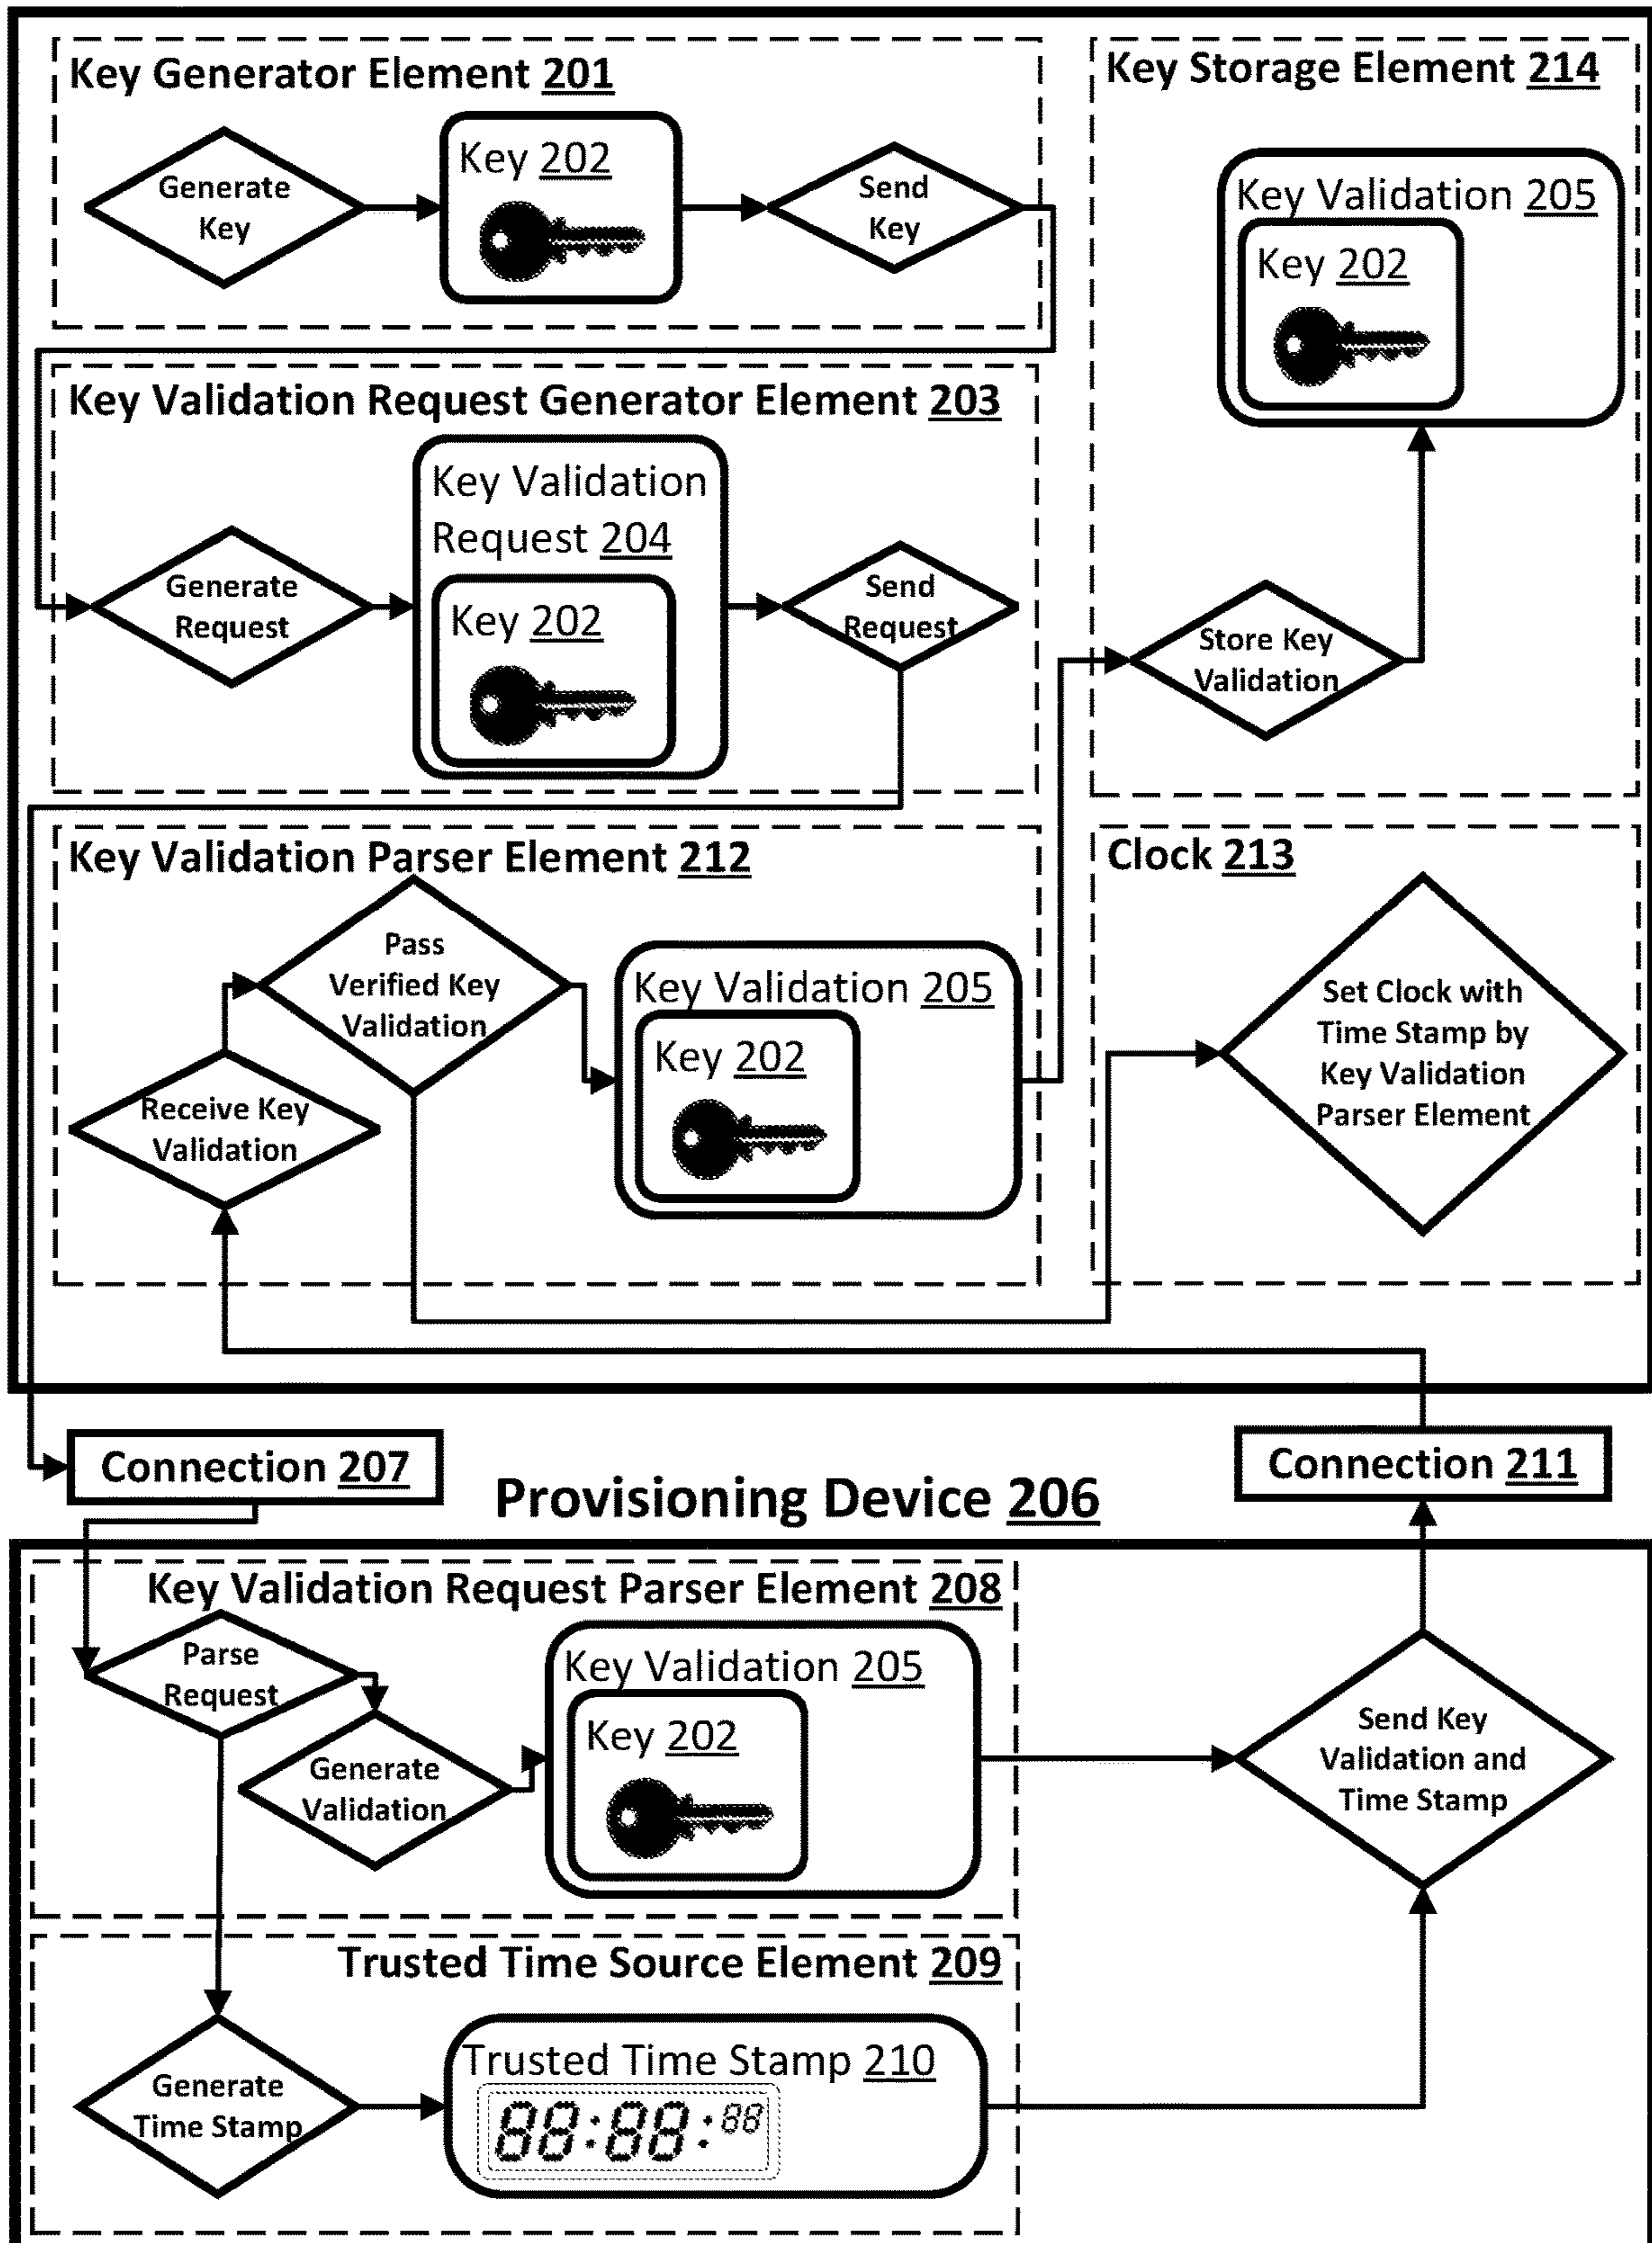 Key Generator Element 201
Generate
Key
Key 202
Send
Key
Key Storage Element 214
Key Validation 205
Key 202
Store Key
Validation
Key Validation Request Generator Element 203
Generate
Request
Key Validation
Request 204
Key 202
Send
Request
Key Validation Parser Element 212
Pass
Verified Key
Validation
Receive Key
Validation
Key Validation 205
Key 202
Clock 213
Set Clock with
Time Stamp by
Key Validation
Parser Element
Connection 207
Provisioning Device 206
Connection 211
Key Validation Request Parser Element 208
Parse
Request
Generate
Validation
Key Validation 205
Key 202
Send Key
Validation and
Time Stamp
Trusted Time Source Element 209
Generate
Time Stamp
Trusted Time Stamp 210
88:88:88